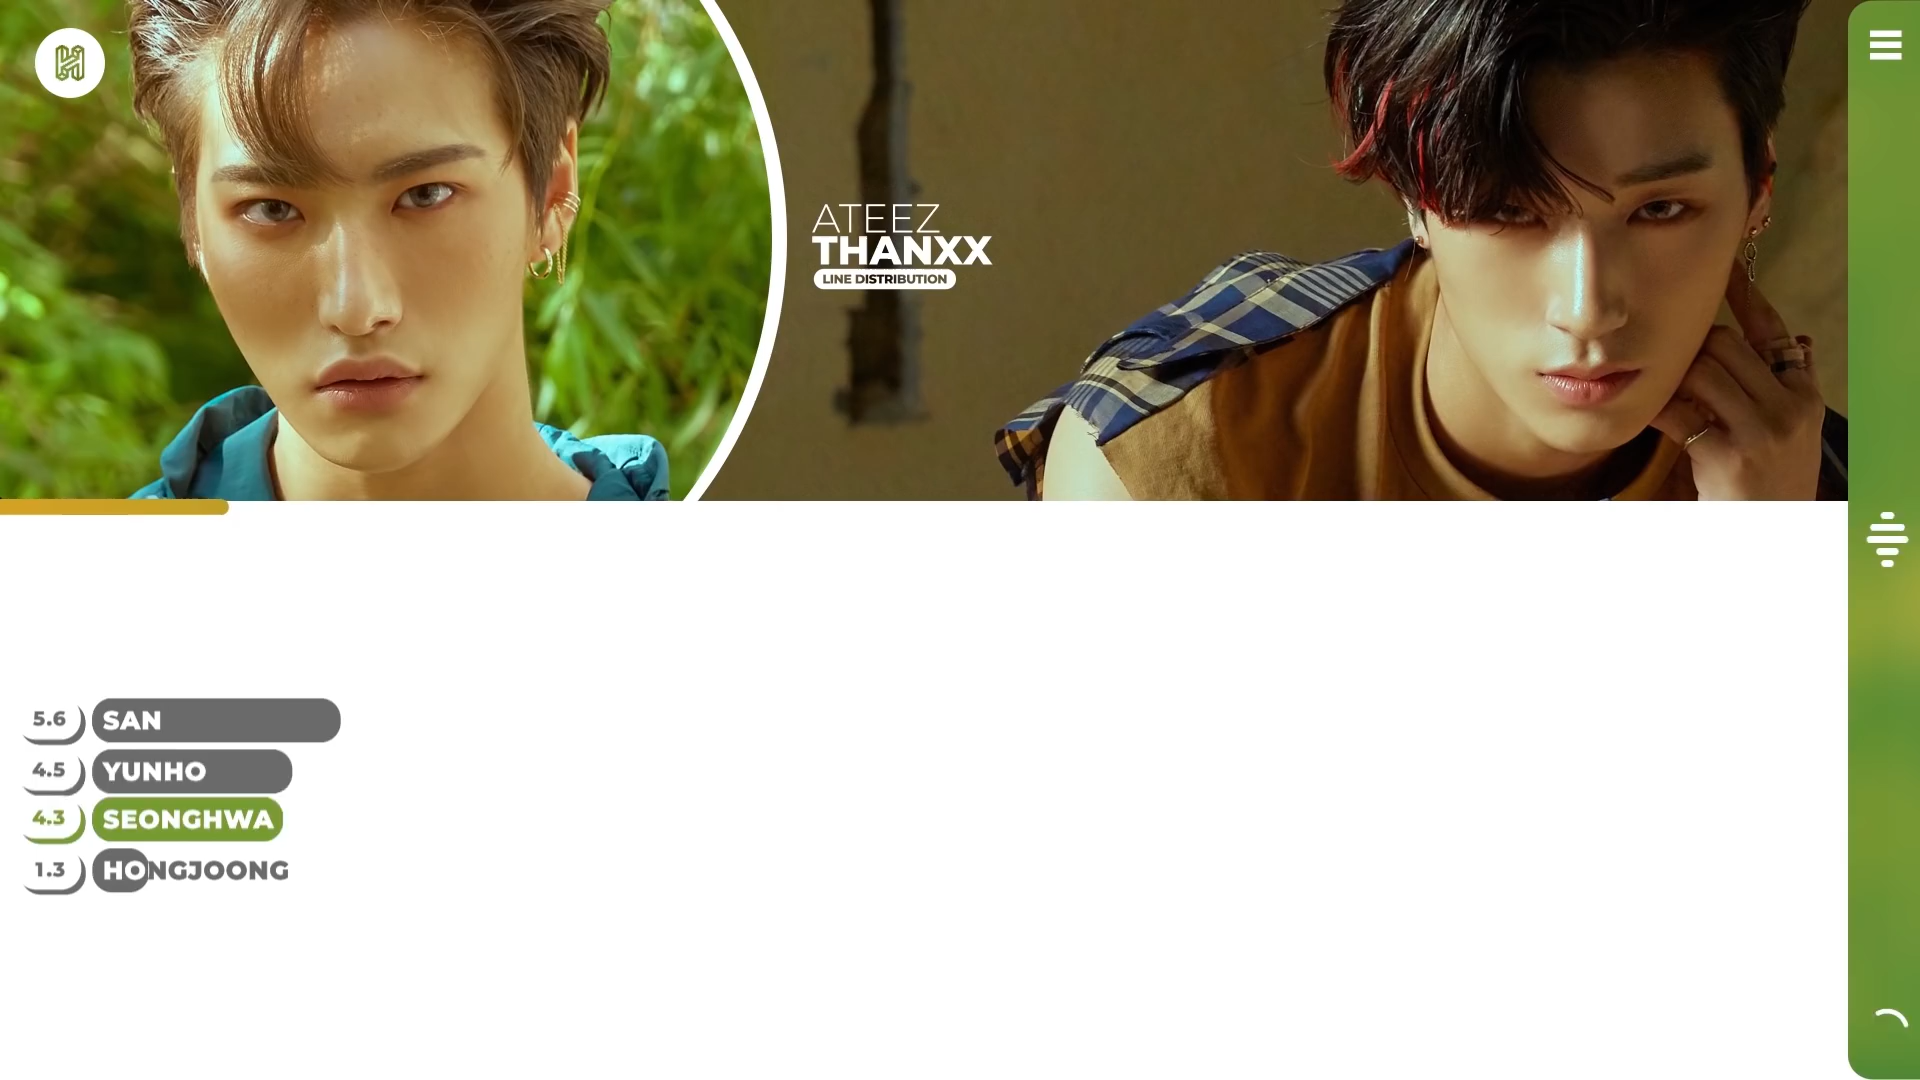 ATEEZ
THANXX
LINE DISTRIBUTION
5.6 SAN
4.5 YUNHO
4.3 SEONGHWA
1.3 HONGJOONG